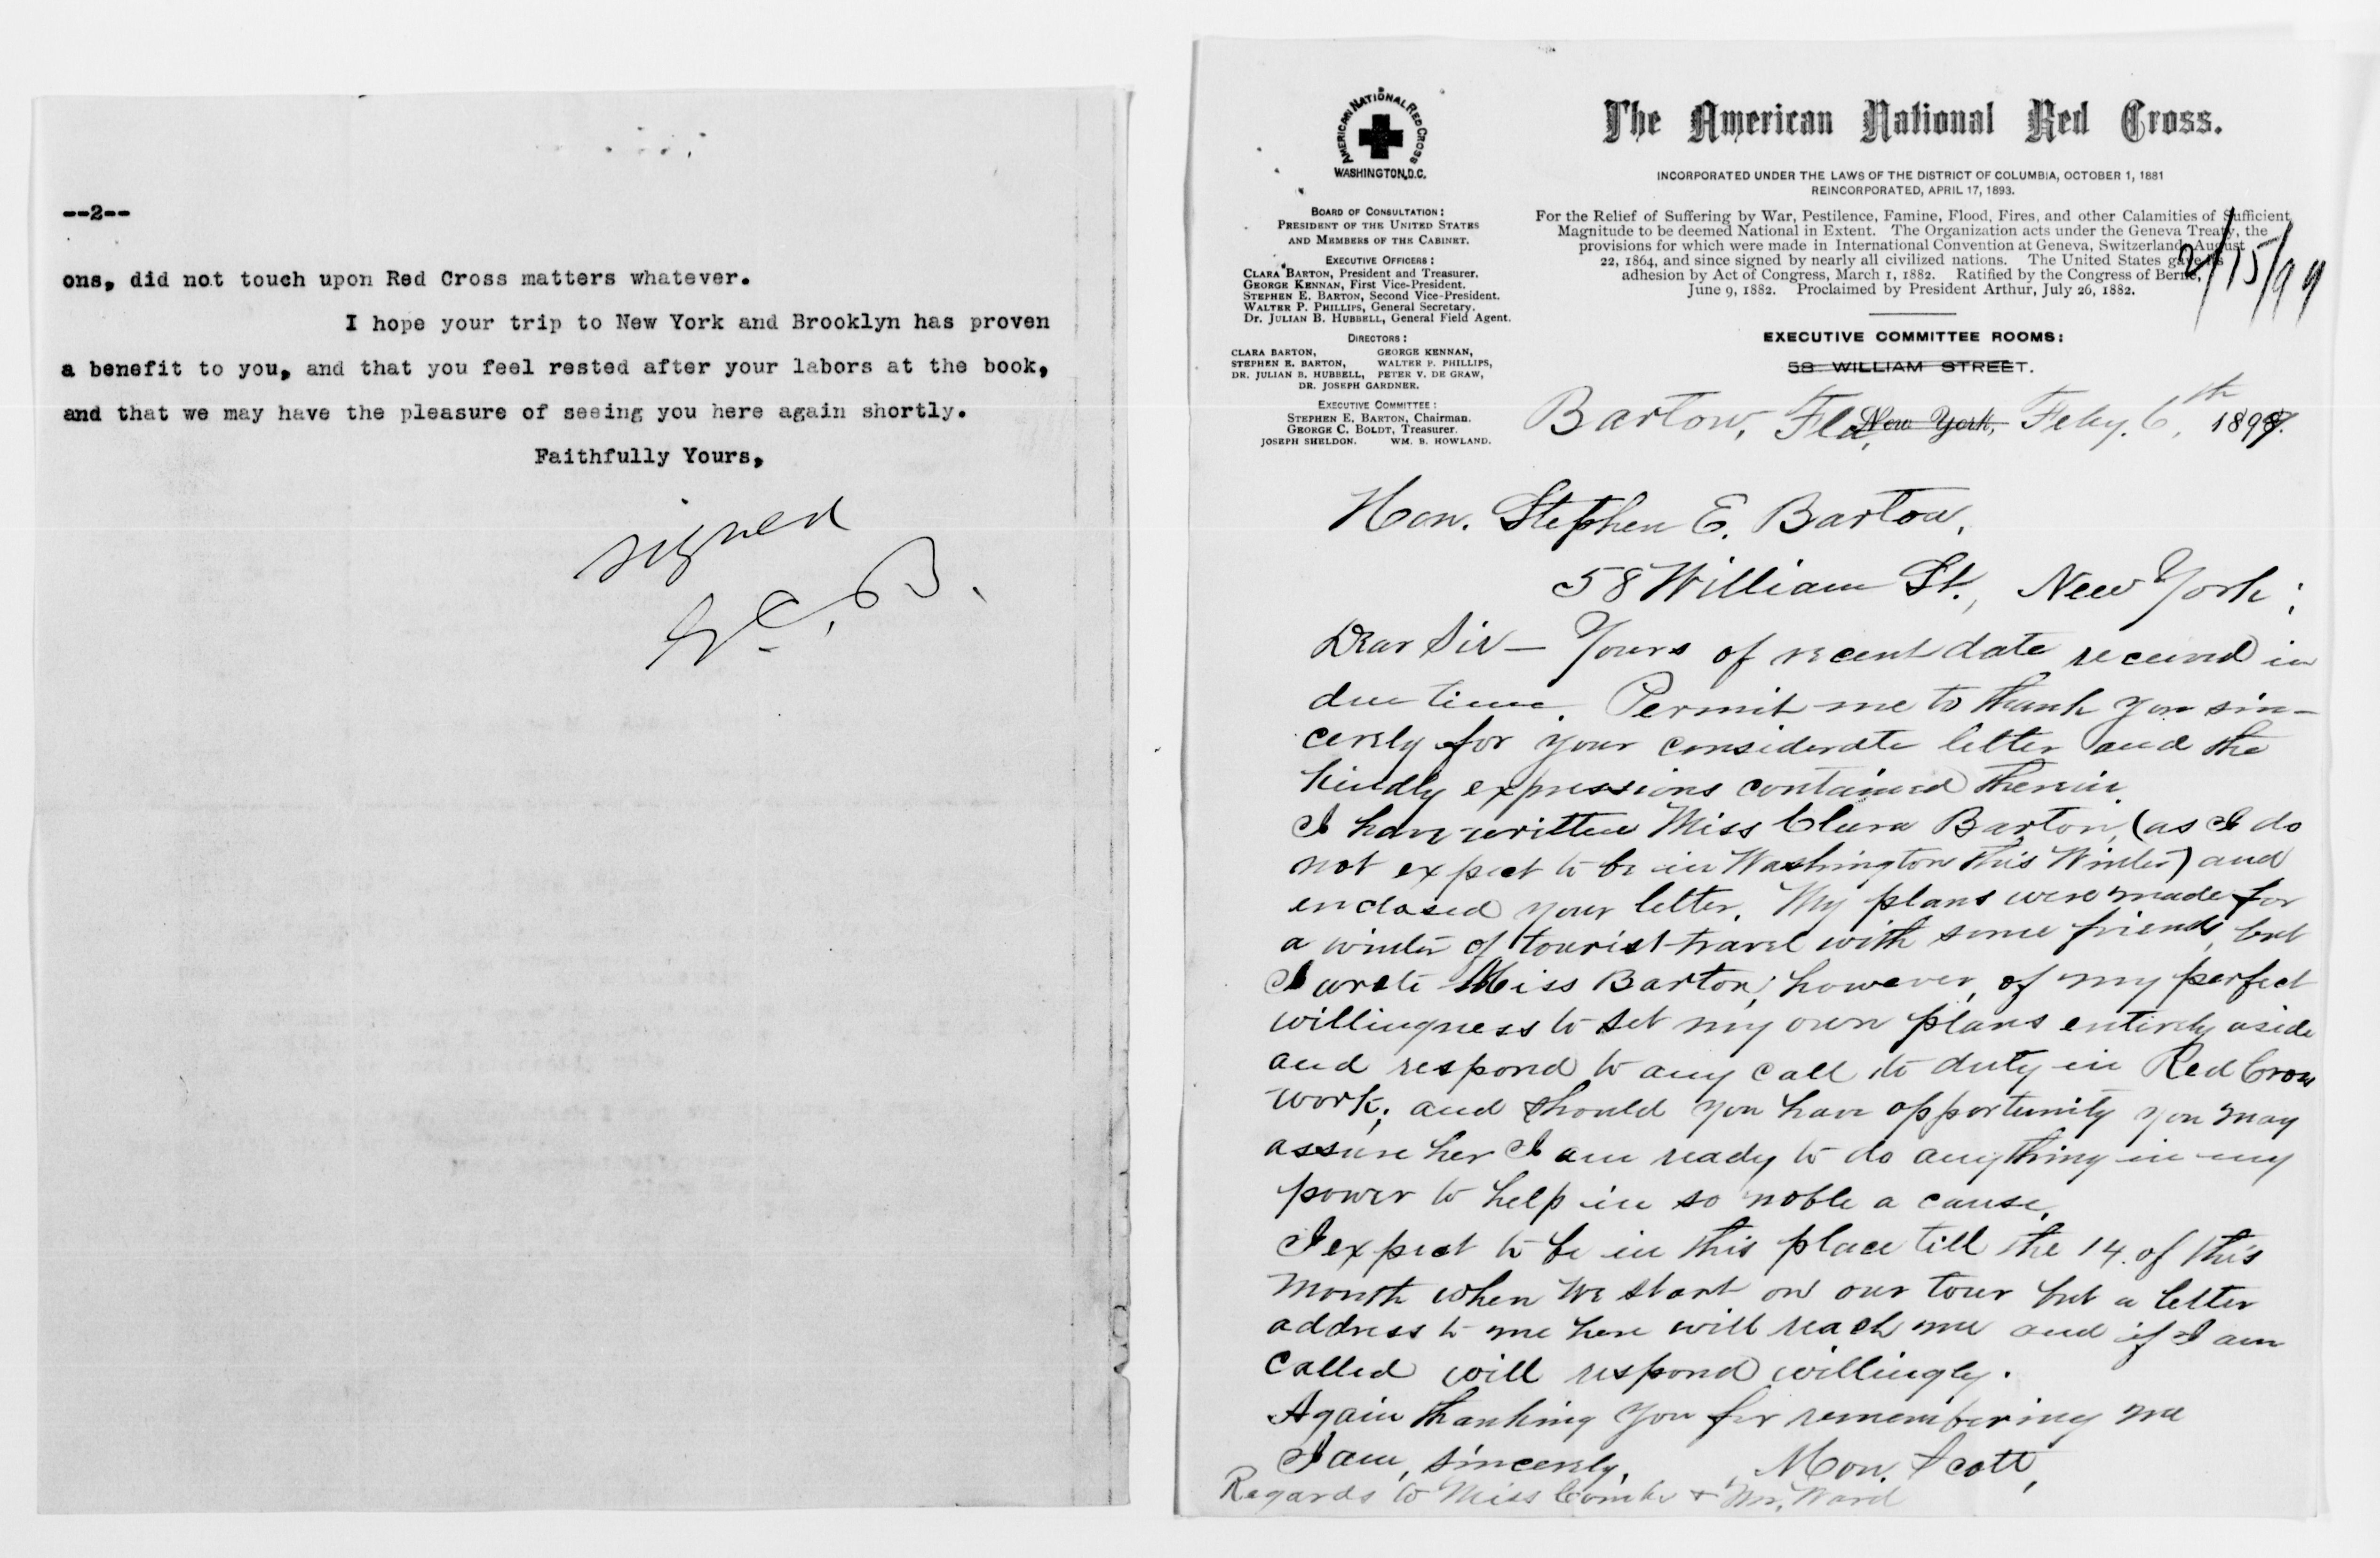 --2--
ons, did not touch upon Red Cross matters whatever.
I hope your trip to New York and Brooklyn has proven
a benefit to you, and that you feel rested after your labors at the book,
and that we may have the pleasure of seeing you here again shortly.
Faithfully Yours,
signed
AMERICAN NATIONAL RED CROSS
WASHINGTON, D.C.
The American National Red Cross.
INCORPORATED UNDER THE LAWS OF THE DISTRICT OF COLUMBIA, OCTOBER 1, 1881
REINCORPORATED, APRIL 17, 1893.
For the Relief of Suffering by War, Pestilence, Famine, Flood, Fires, and other Calamities of Sufficient
Magnitude to be deemed National in Extent. The Organization acts under the Geneva Treaty, the
provisions for which were made in International Convention at Geneva, Switzerland, August
22, 1864, and since signed by nearly all civilized nations. The United States gave its
adhesion by Act of Congress, March 1, 1882. Ratified by the Congress of Berne,
June 9, 1882. Proclaimed by President Arthur, July 26, 1882.
2/15/99
BOARD OF CONSULTATION:
PRESIDENT OF THE UNITED STATES
AND MEMBERS OF THE CABINET.
EXECUTIVE OFFICERS:
CLARA BARTON, President and Treasurer.
GEORGE KENNAN, First Vice-President.
STEPHEN E. BARTON, Second Vice-President.
WALTER P. PHILLIPS, General Secretary.
Dr. JULIAN B. HUBBELL, General Field Agent.
DIRECTORS:
CLARA BARTON, GEORGE KENNAN,
STEPHEN E. BARTON, WALTER P. PHILLIPS,
DR. JULIAN B. HUBBELL, PETER V. DE GRAW,
DR. JOSEPH GARDNER.
EXECUTIVE COMMITTEE:
STEPHEN E. BARTON, Chairman.
GEORGE C. BOLDT, Treasurer.
JOSEPH SHELDON. WM. B. HOWLAND.
EXECUTIVE COMMITTEE ROOMS:
58 WILLIAM STREET.
Bartow, Fla, New York, Feby. 6th, 1899.
Hon. Stephen E. Barton,
58 William St., New York;
Dear Sir — Yours of recent date received in
due time. Permit me to thank you sin-
cerely for your considerate letter and the
kindly expressions contained therein.
I have written Miss Clara Barton, (as I do
not expect to be in Washington this Winter) and
enclosed your letter. My plans were made for
a winter of tourist travel with some friends, but
I wrote Miss Barton, however, of my perfect
willingness to set my own plans entirely aside
and respond to any call to duty in Red Cross
work; and should you have opportunity you may
assure her I am ready to do anything in my
power to help in so noble a cause.
I expect to be in this place till the 14. of this
month when we start on our tour but a letter
address to me here will reach me and if I am
called will respond willingly.
Again thanking you for remembering me
I am, sincerely, Mon. Scott,
Regards to Miss Coombs + Mr. Ward